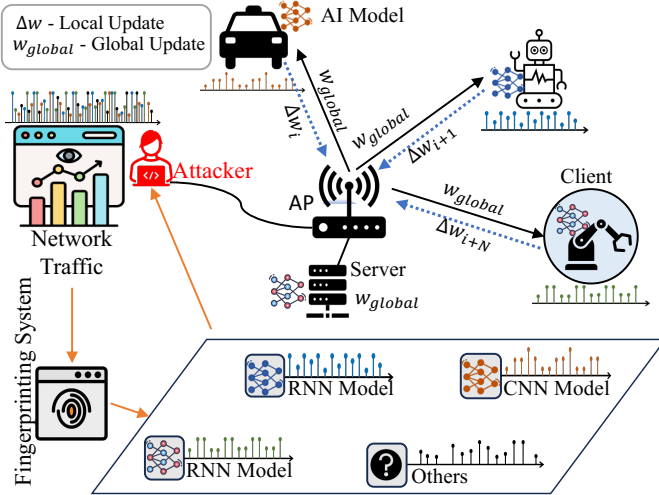 Δw - Local Update
w_global - Global Update
AI Model
w_global
Δw_i
w_global
Δw_{i+1}
Attacker
</>
AP
w_global
Δw_{i+N}
Client
Network
Traffic
Server
w_global
Fingerprinting System
RNN Model
CNN Model
RNN Model
?
Others